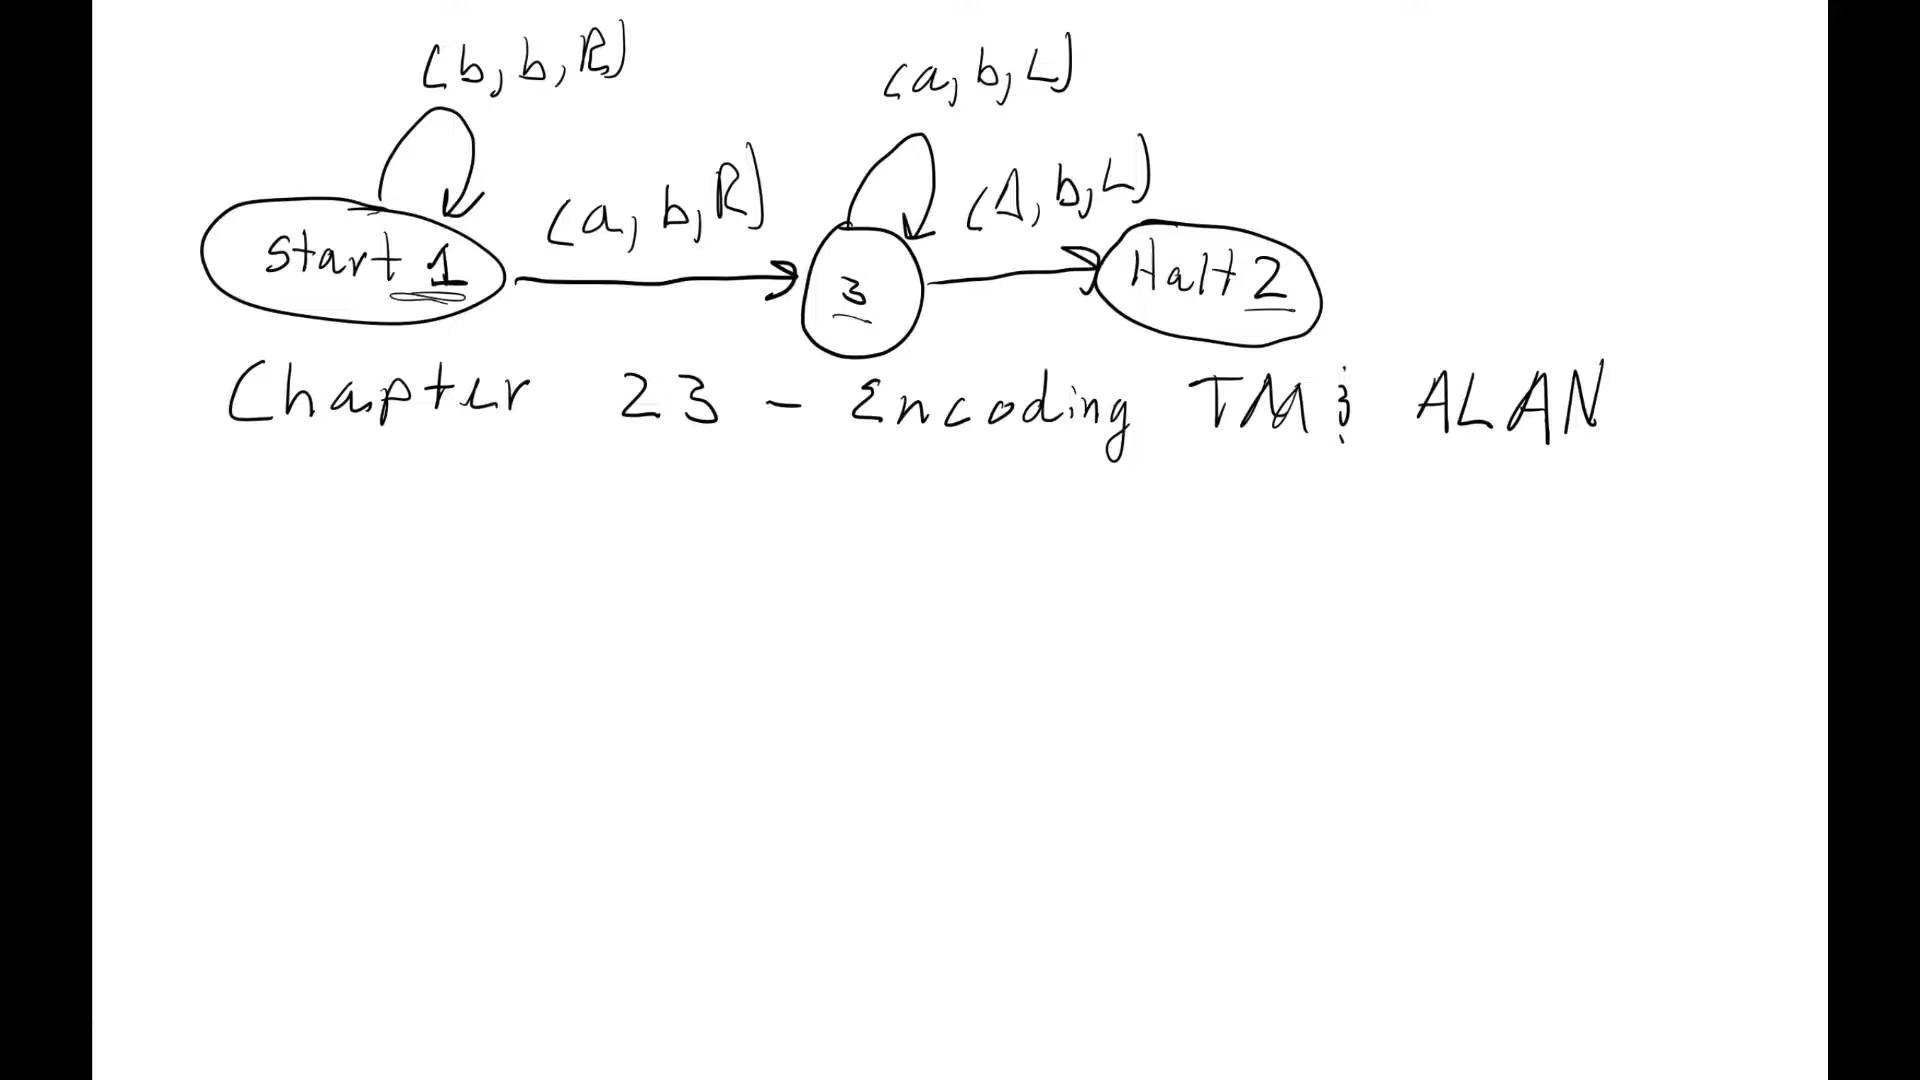 (b, b, R)
(a, b, L)
(a, b, R)
(Δ, b, L)
Start 1
3
Halt 2
Chapter 23 - Encoding TM & ALAN